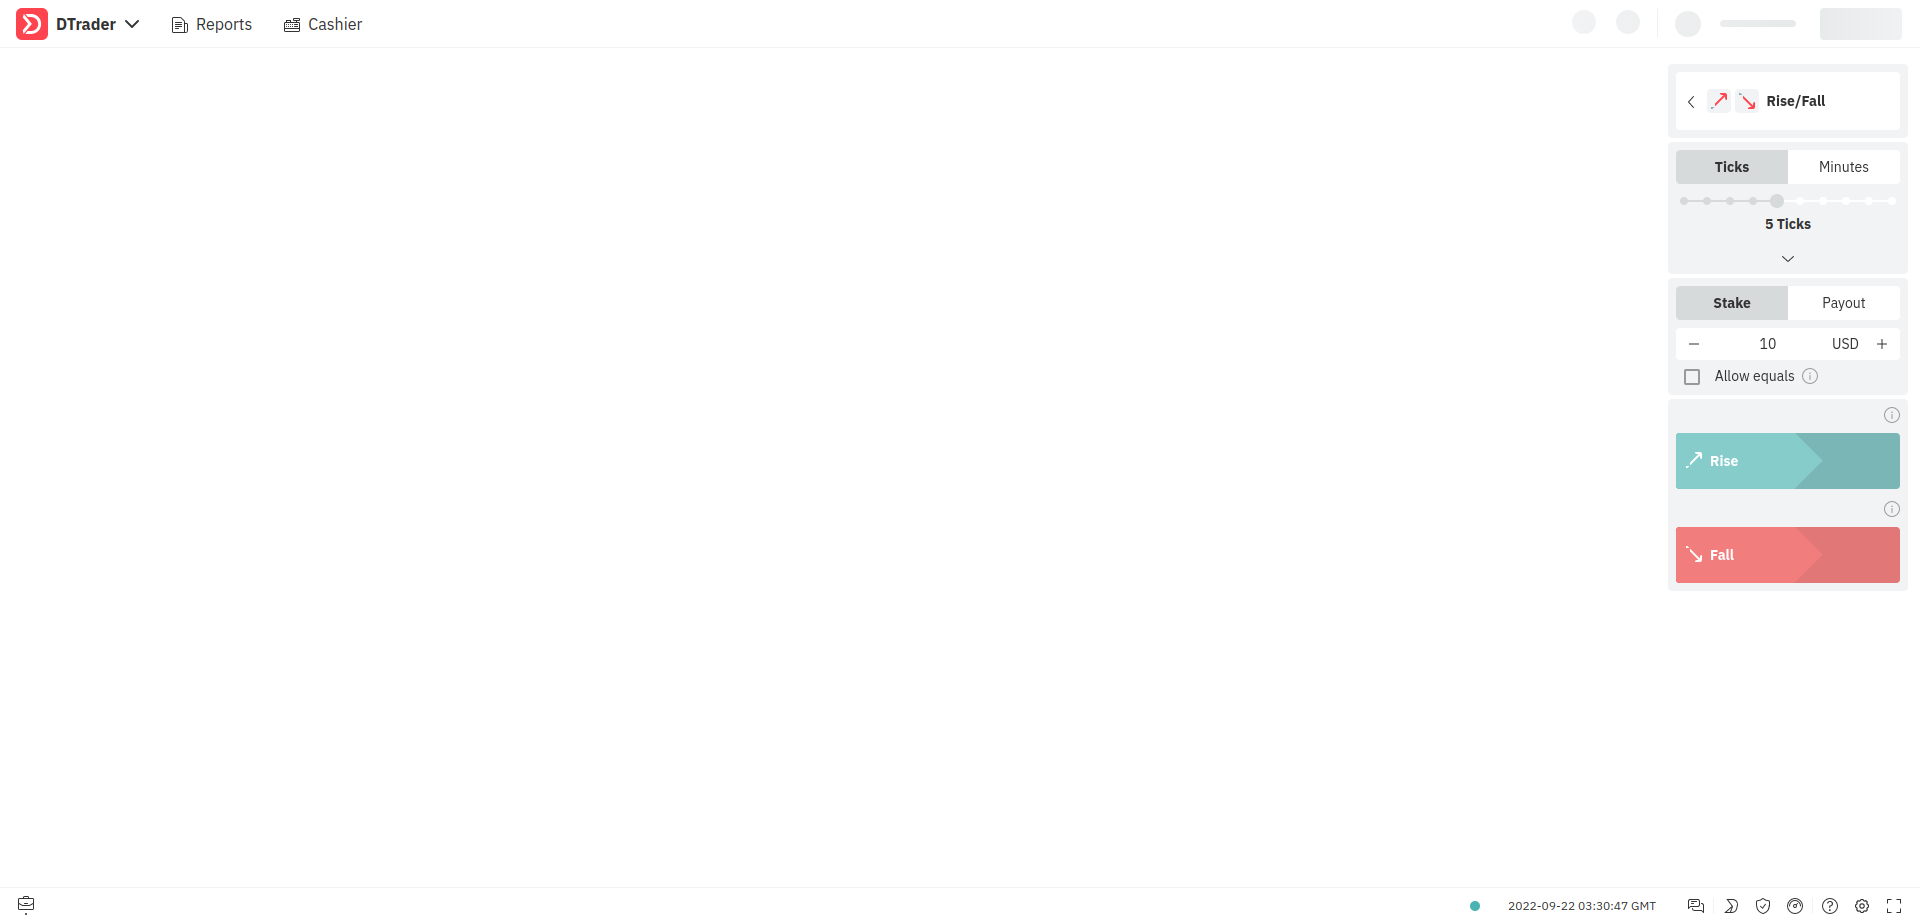 DTrader
Reports
Cashier
Rise/Fall
Ticks
Minutes
5 Ticks
Stake
Payout
10
USD
Allow equals
Rise
Fall
2022-09-22 03:30:47 GMT